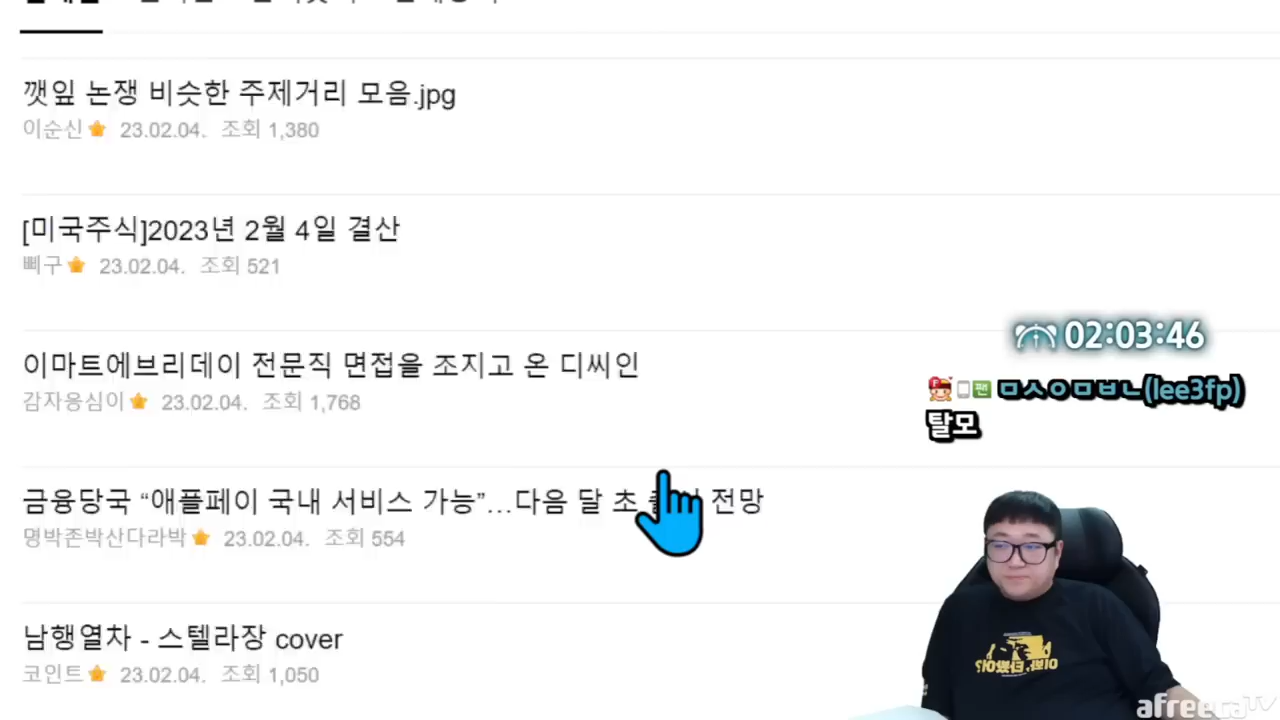 깻잎 논쟁 비슷한 주제거리 모음.jpg
이순신 23.02.04. 조회 1,380
[미국주식]2023년 2월 4일 결산
삐구 23.02.04. 조회 521
이마트에브리데이 전문직 면접을 조지고 온 디씨인
감자옹심이 23.02.04. 조회 1,768
금융당국 “애플페이 국내 서비스 가능”…다음 달 초 전망
명박존박산다라박 23.02.04. 조회 554
남행열차 - 스텔라장 cover
코인트 23.02.04. 조회 1,050
02:03:46
팬 ㅁㅅㅇㅁㅂㄴ(lee3fp)
탈모
afreecaTV